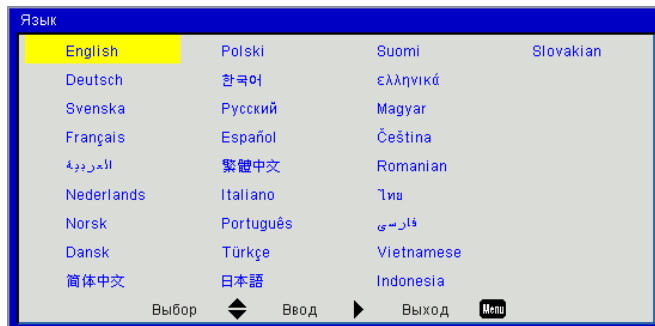 Язык
English Polski Suomi Slovakian
Deutsch 한국어 ελληνικά
Svenska Русский Magyar
Français Español Čeština
العربية 繁體中文 Romanian
Nederlands Italiano ไทย
Norsk Português فارسی
Dansk Türkçe Vietnamese
简体中文 日本語 Indonesia
Выбор Ввод Выход Menu